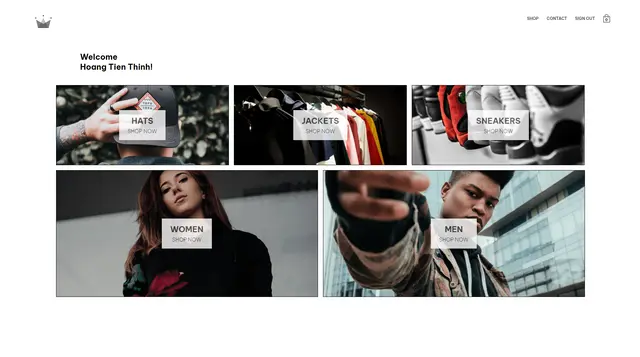 SHOP
CONTACT
SIGN OUT
Welcome
Hoang Tien Thinh!
HATS
SHOP NOW
JACKETS
SHOP NOW
SNEAKERS
SHOP NOW
WOMEN
SHOP NOW
MEN
SHOP NOW